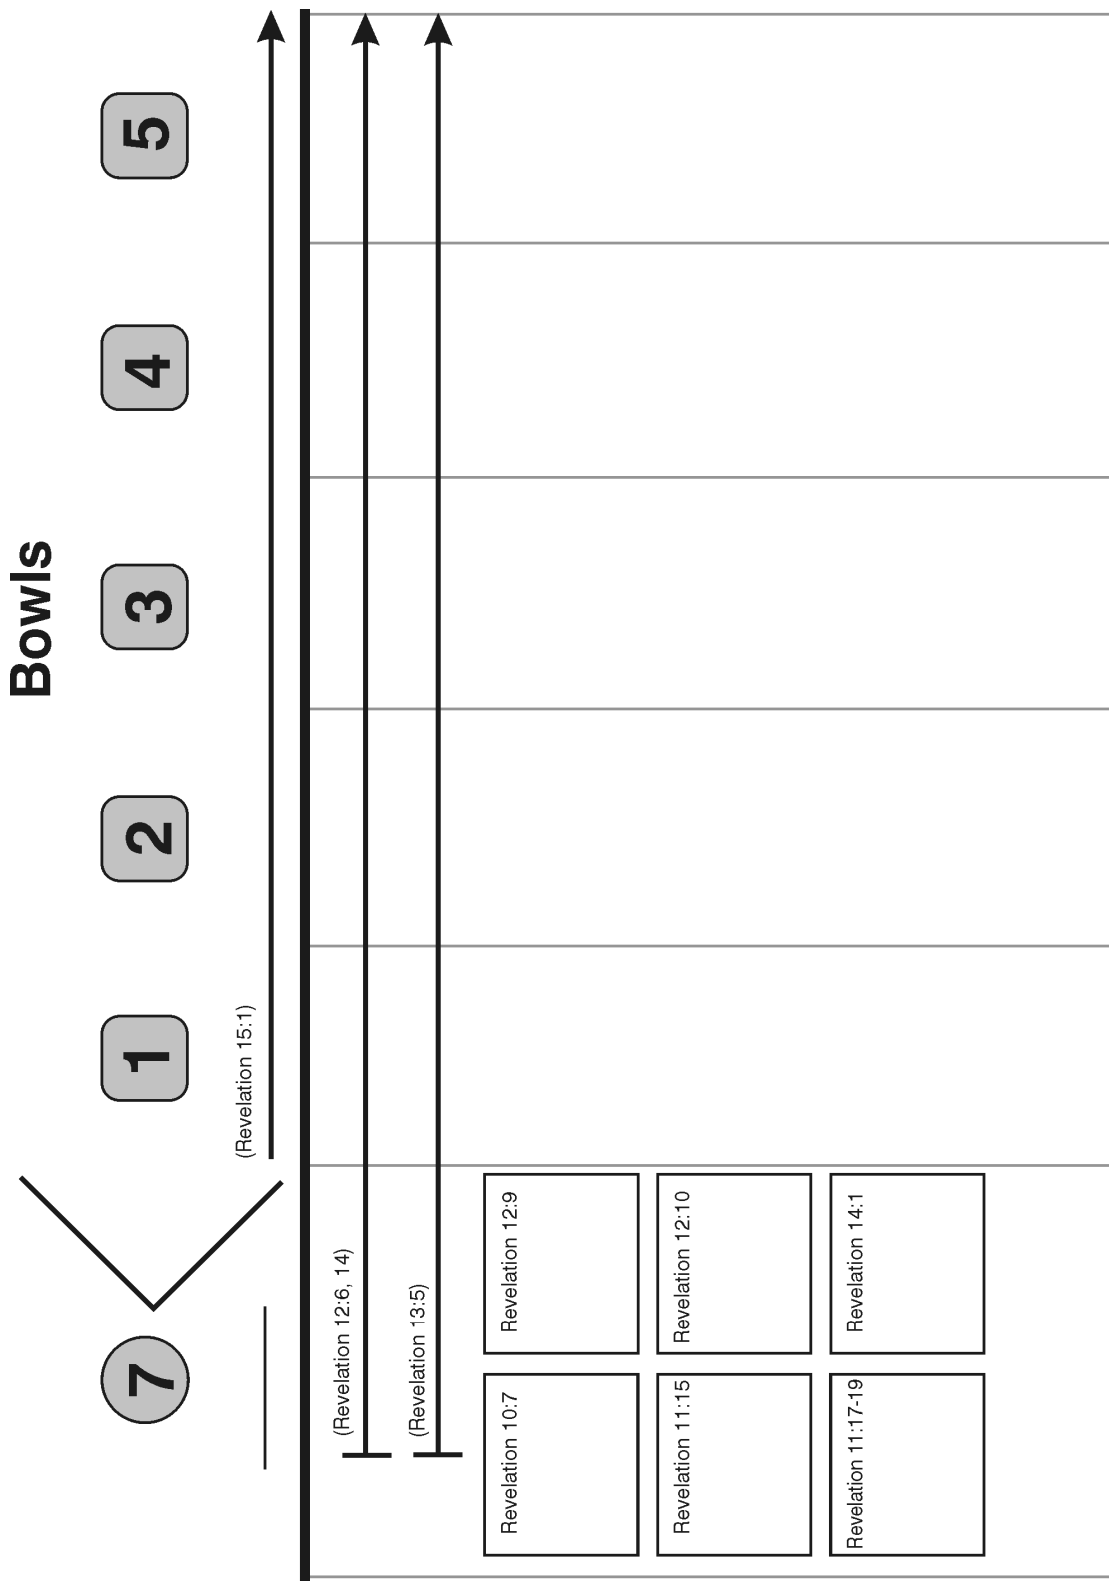 Bowls
7
1
2
3
4
5
(Revelation 15:1)
(Revelation 12:6, 14)
(Revelation 13:5)
Revelation 10:7
Revelation 12:9
Revelation 11:15
Revelation 12:10
Revelation 11:17-19
Revelation 14:1